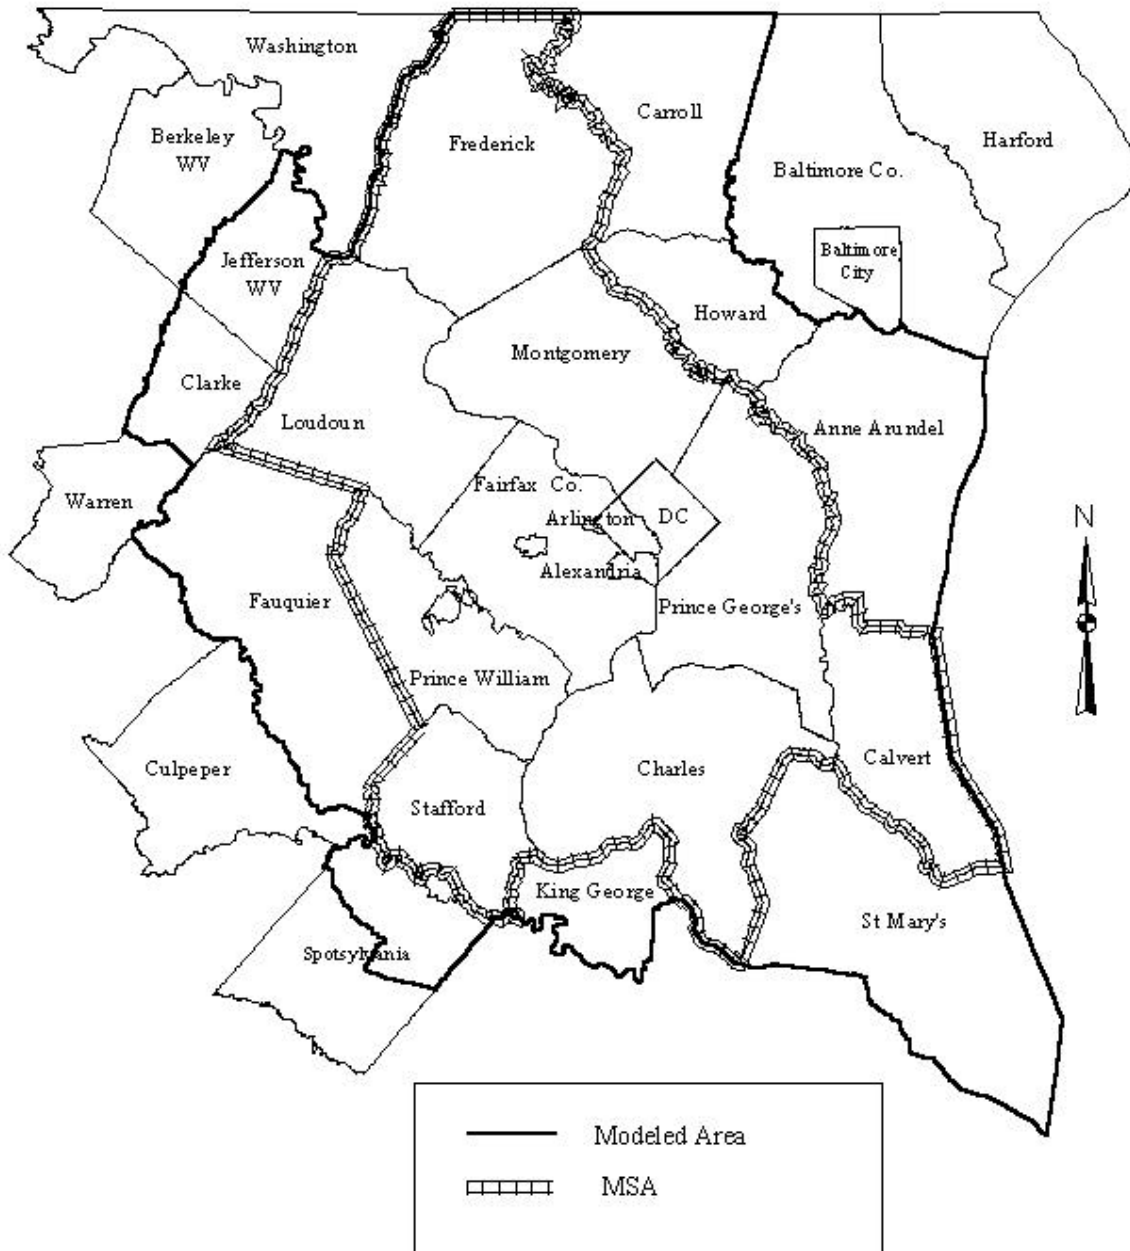 Washington
Carroll
Berkeley
WV
Frederick
Harford
Baltimore Co.
Baltimore
City
Jefferson
WV
Howard
Montgomery
Clarke
Loudoun
Anne Arundel
Warren
Fairfax Co.
Arlington
DC
Alexandria
N
Fauquier
Prince George's
Prince William
Culpeper
Charles
Calvert
Stafford
King George
St Mary's
Spotsylvania
Modeled Area
MSA